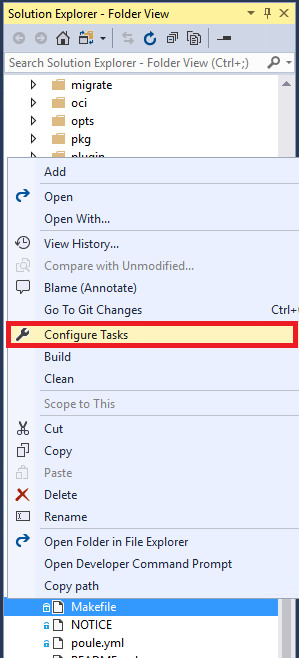 Solution Explorer - Folder View
Search Solution Explorer - Folder View (Ctrl+;)
migrate
oci
opts
pkg
plugin
Add
Open
Open With...
View History...
Compare with Unmodified...
Blame (Annotate)
Go To Git Changes Ctrl+
Configure Tasks
Build
Clean
Scope to This
Cut
Copy
Paste
Delete
Rename
Open Folder in File Explorer
Open Developer Command Prompt
Copy path
Makefile
NOTICE
poule.yml